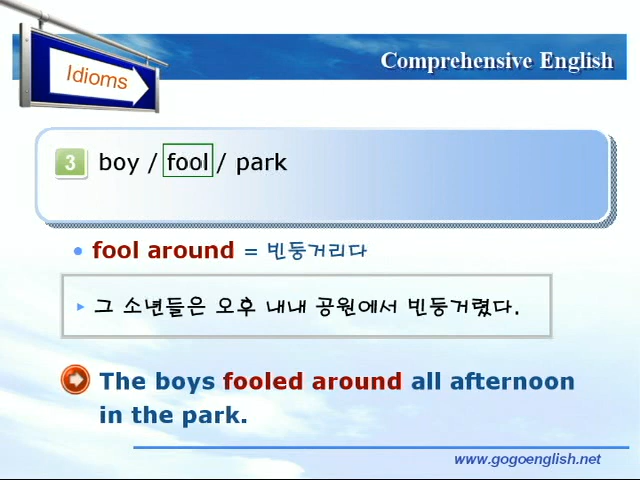 Idioms
Comprehensive English
3 boy / fool / park
• fool around = 빈둥거리다
▸ 그 소년들은 오후 내내 공원에서 빈둥거렸다.
The boys fooled around all afternoon
in the park.
www.gogoenglish.net